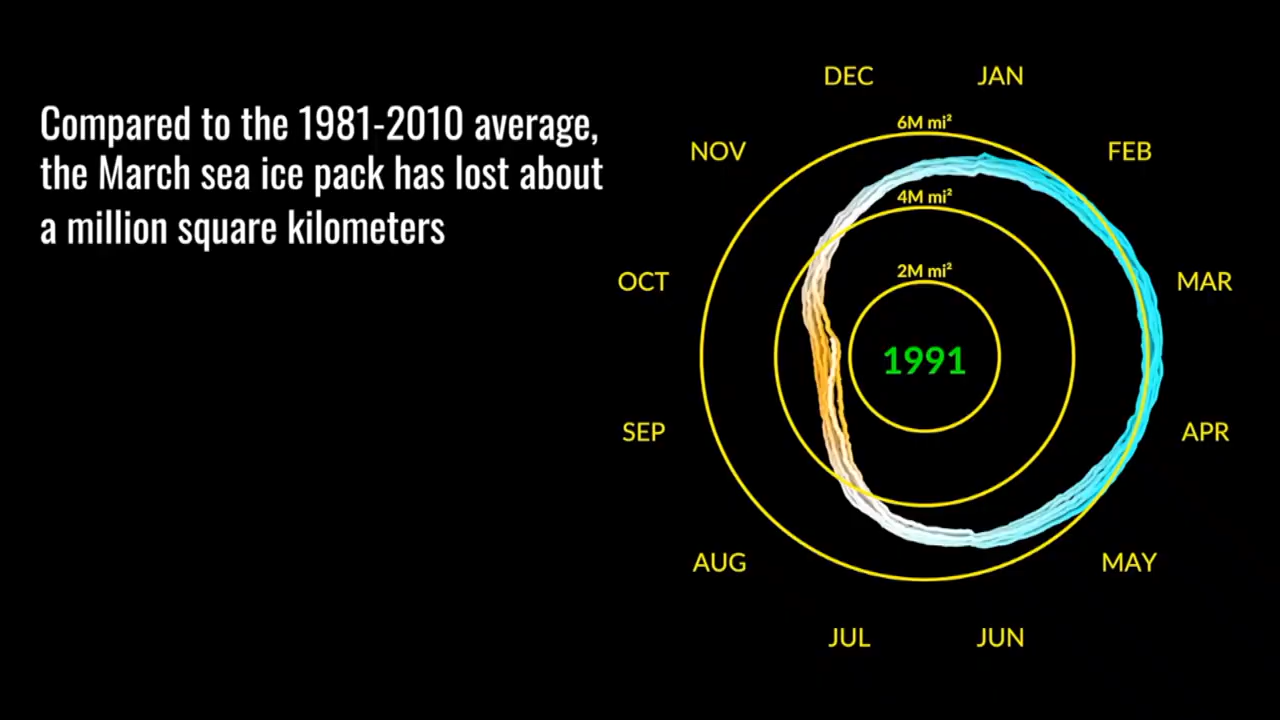 Compared to the 1981-2010 average,
the March sea ice pack has lost about
a million square kilometers
DEC
JAN
NOV
FEB
OCT
MAR
SEP
APR
AUG
MAY
JUL
JUN
6M mi²
4M mi²
2M mi²
1991